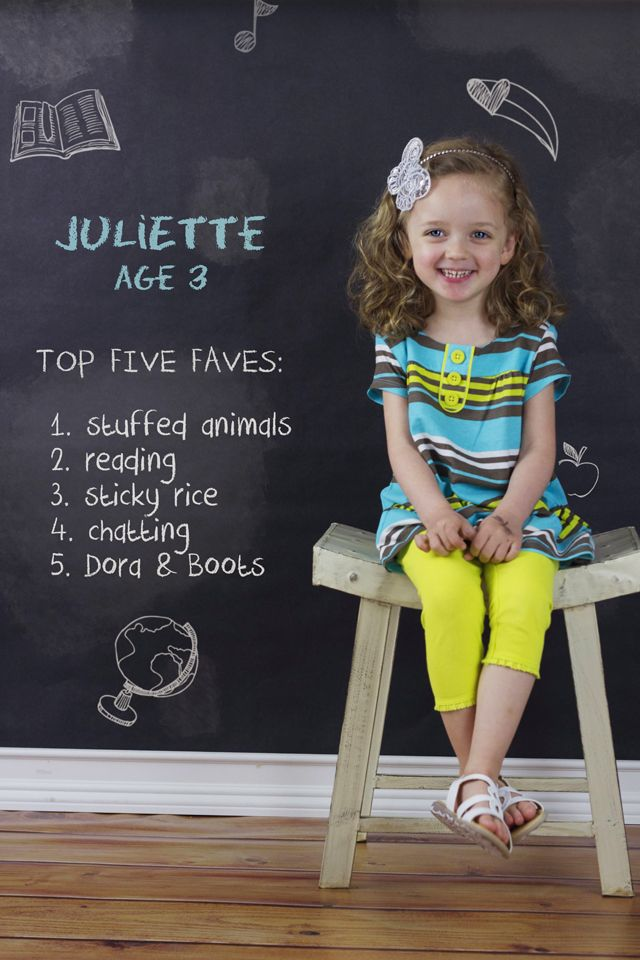 JULiETTE
AGE 3
TOP FIVE FAVES:
1. stuffed animals
2. reading
3. sticky rice
4. chatting
5. Dora & Boots